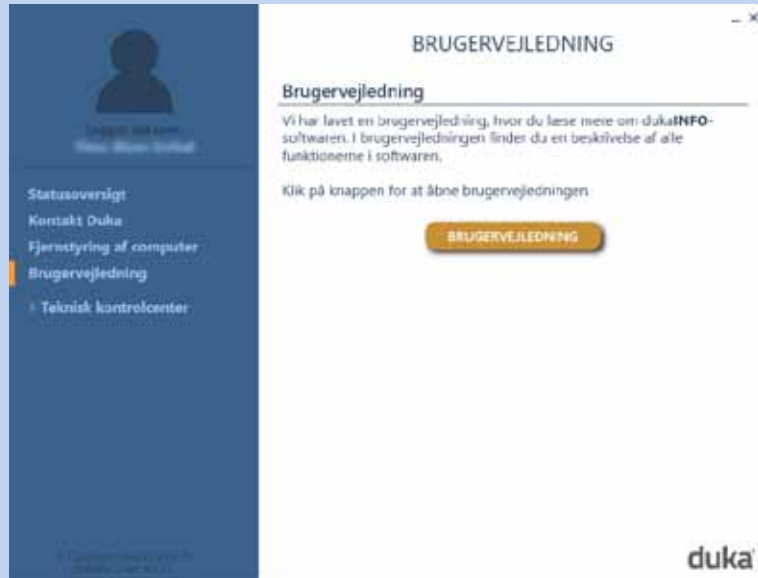 BRUGERVEJLEDNING
Brugervejledning
Vi har lavet en brugervejledning, hvor du læse mere om dukaINFO-
softwaren. I brugervejledningen finder du en beskrivelse af alle
funktionerne i softwaren.
Klik på knappen for at åbne brugervejledningen
BRUGERVEJLEDNING
Statusoversigt
Kontakt Duka
Fjernstyring af computer
Brugervejledning
Teknisk kontrolcenter
duka